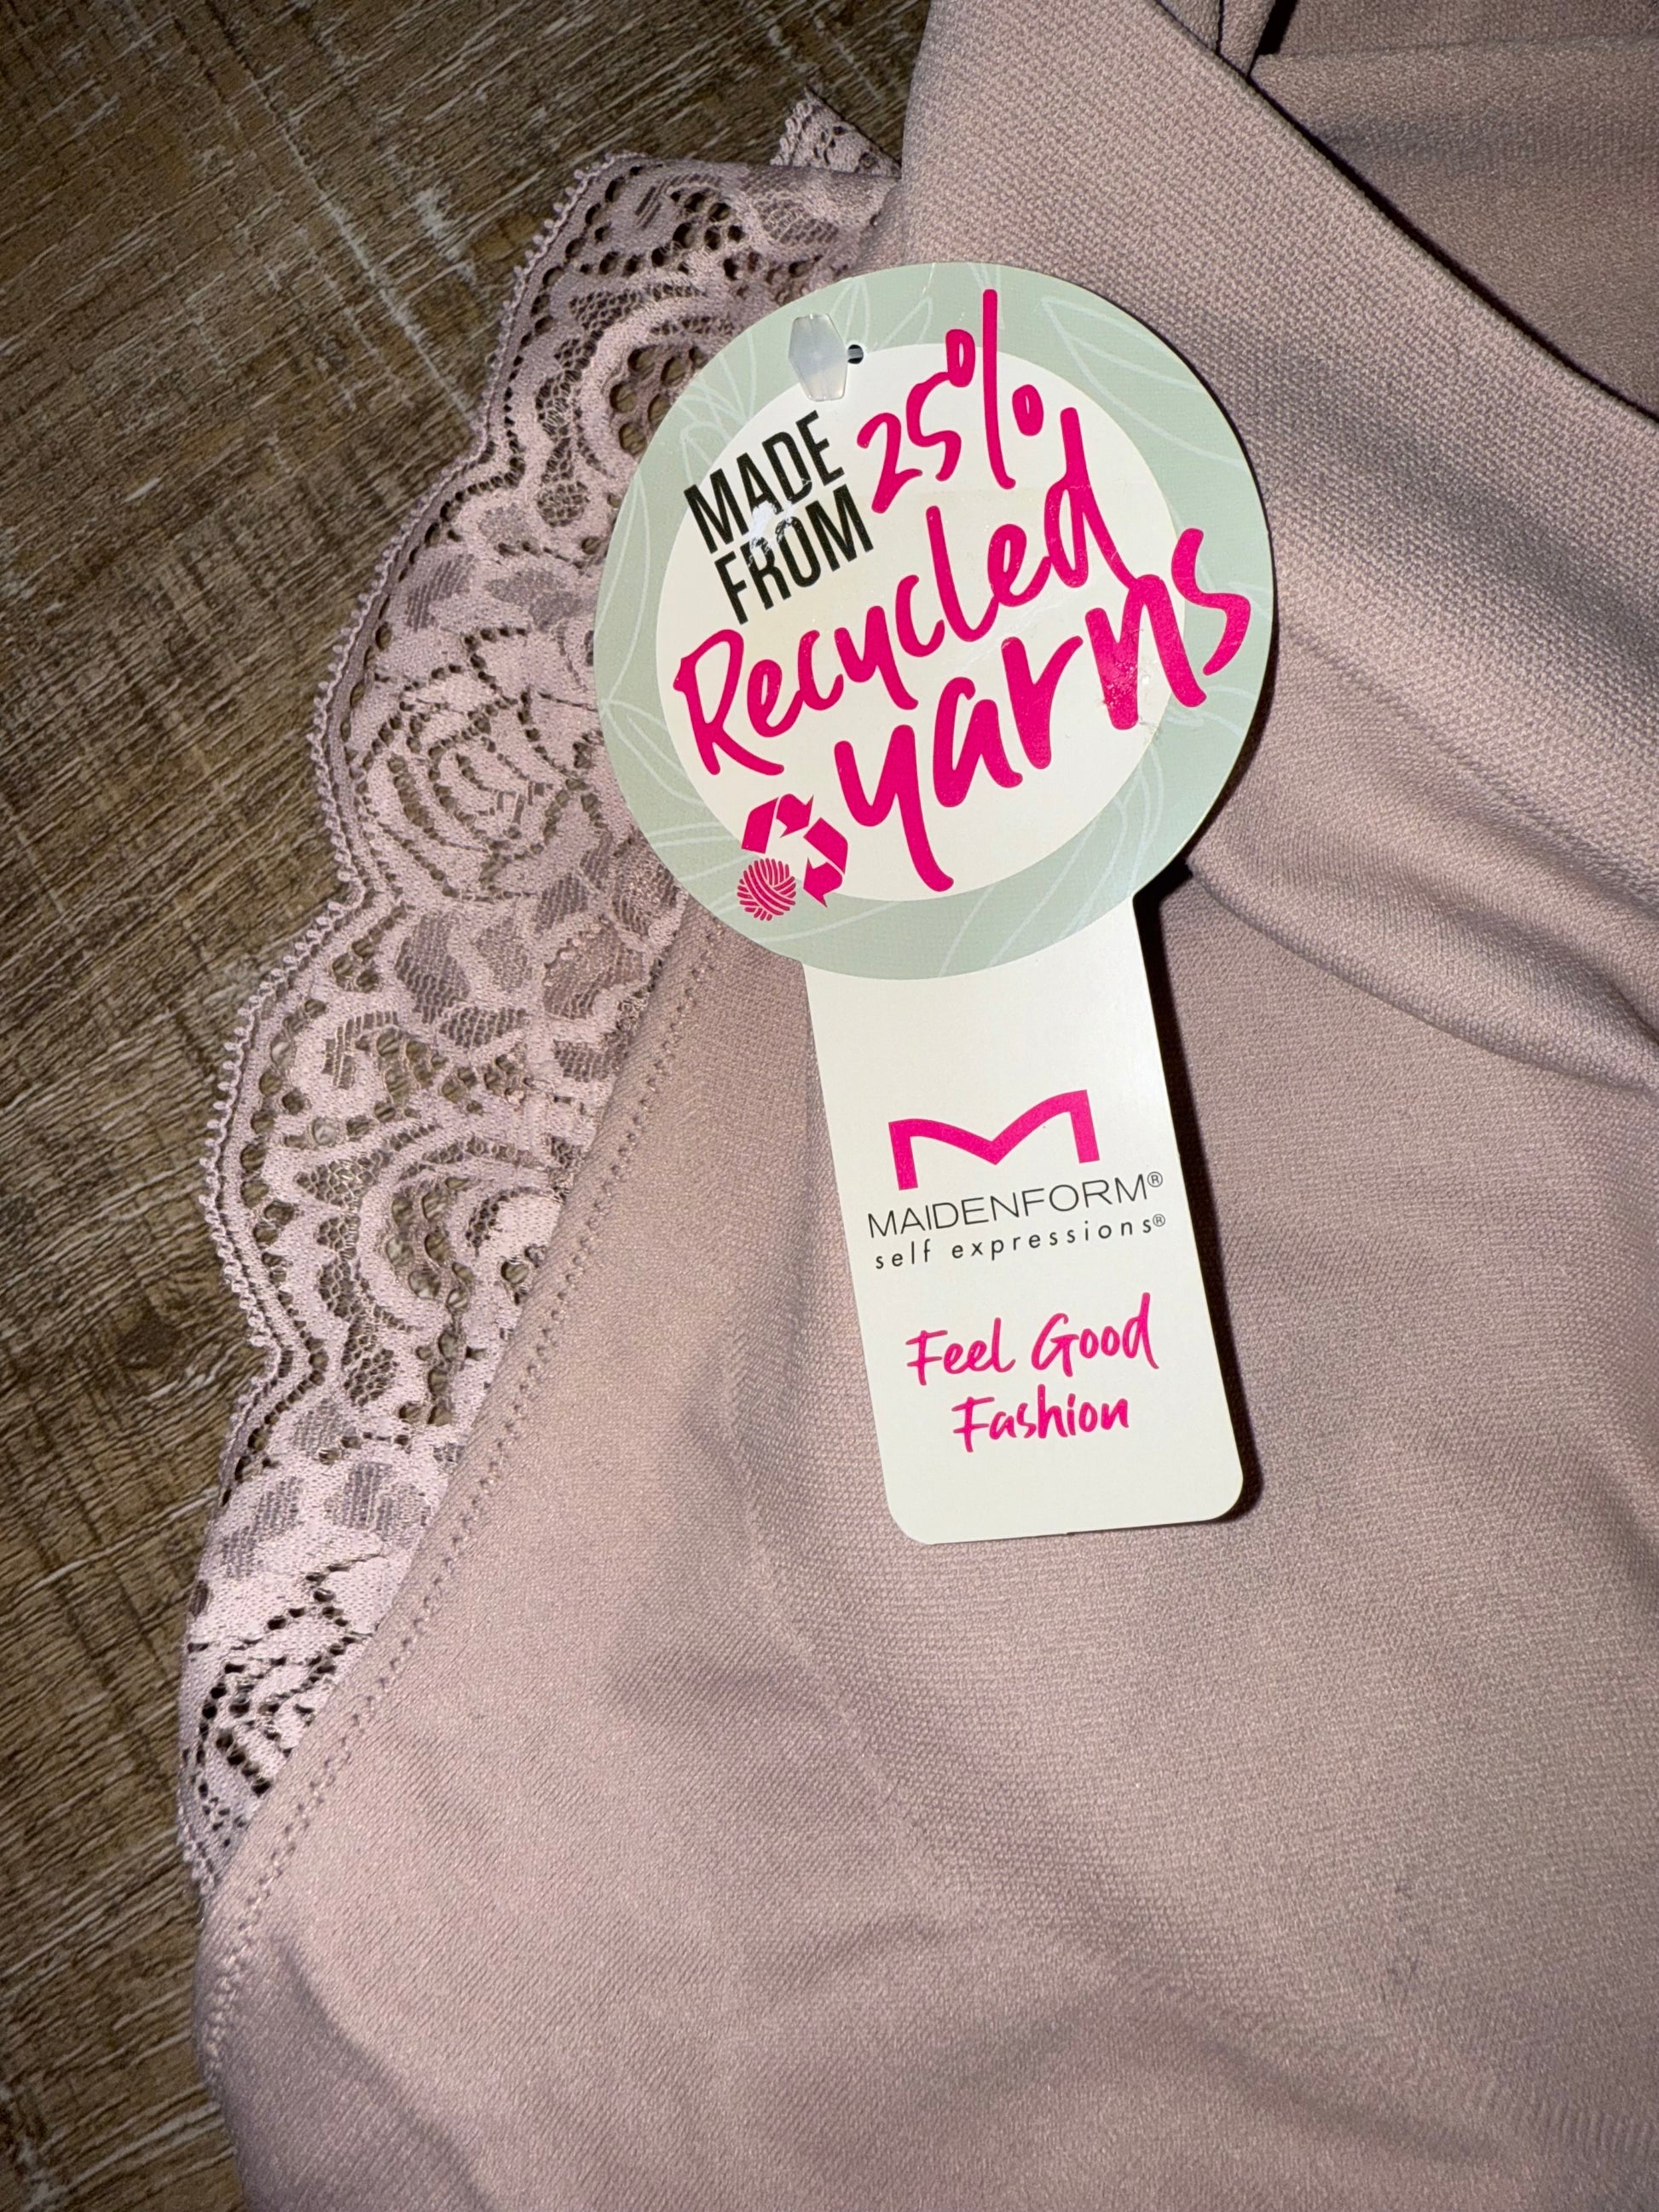 MADE
FROM 25%
Recycled
yarns
MAIDENFORM®
self expressions®
Feel Good
Fashion